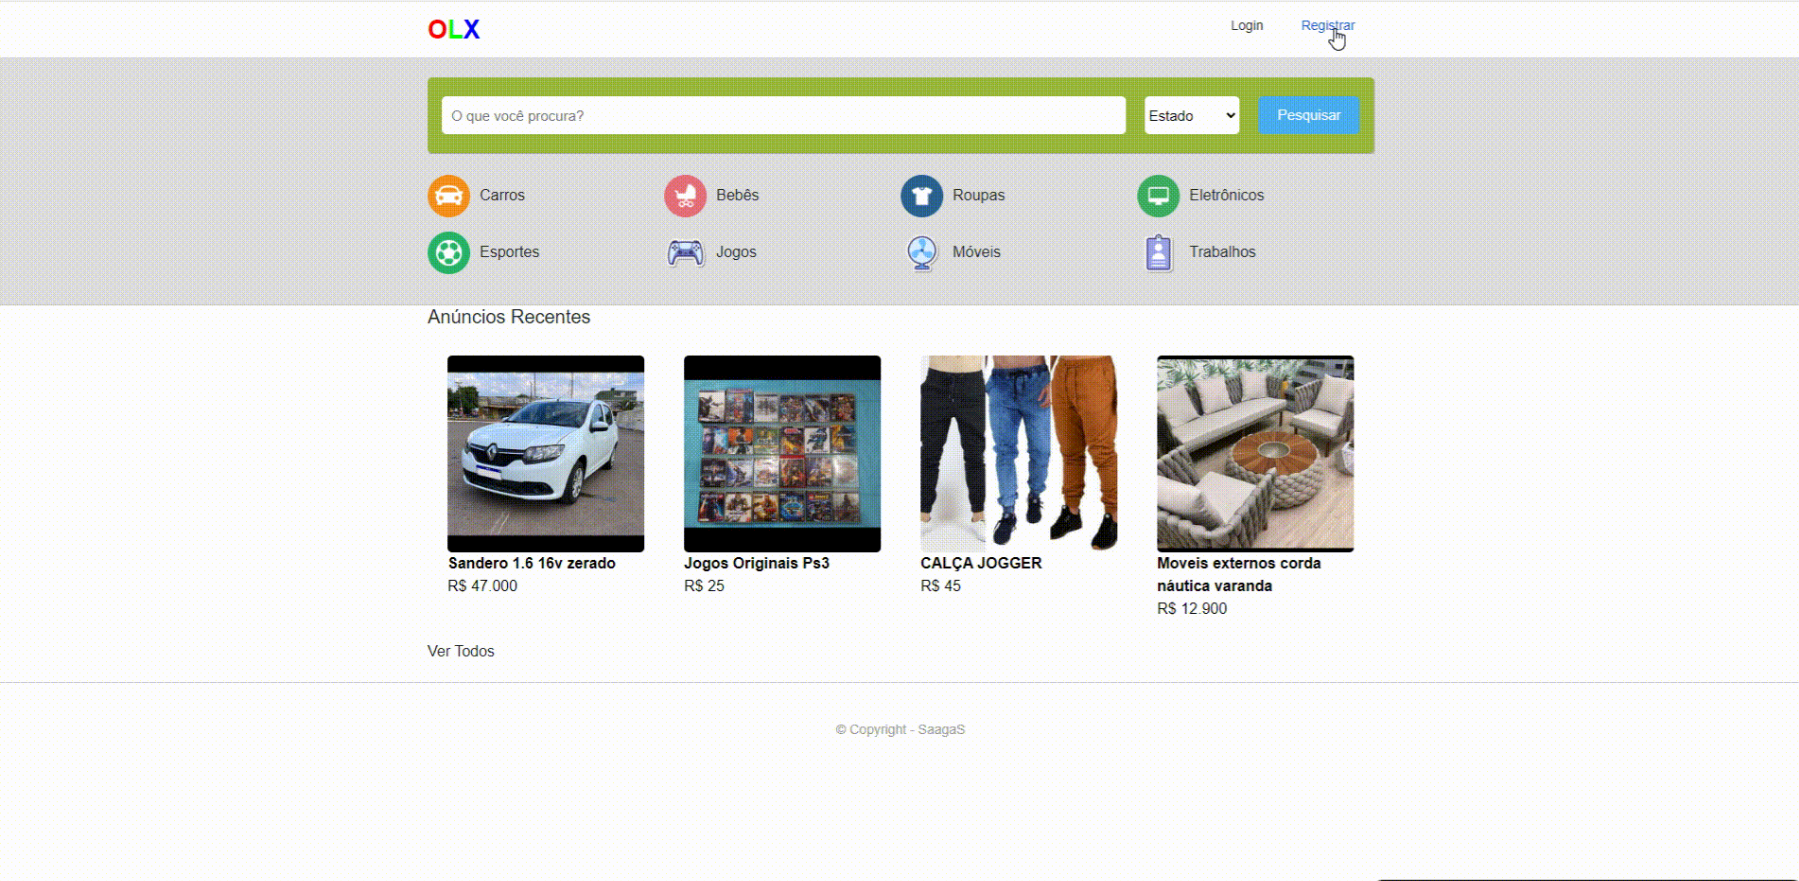 OLX
Login Registrar
O que você procura? Estado Pesquisar
Carros Bebês Roupas Eletrônicos
Esportes Jogos Móveis Trabalhos
Anúncios Recentes
Sandero 1.6 16v zerado
R$ 47.000
Jogos Originais Ps3
R$ 25
CALÇA JOGGER
R$ 45
Moveis externos corda
náutica varanda
R$ 12.900
Ver Todos
© Copyright - SaagaS